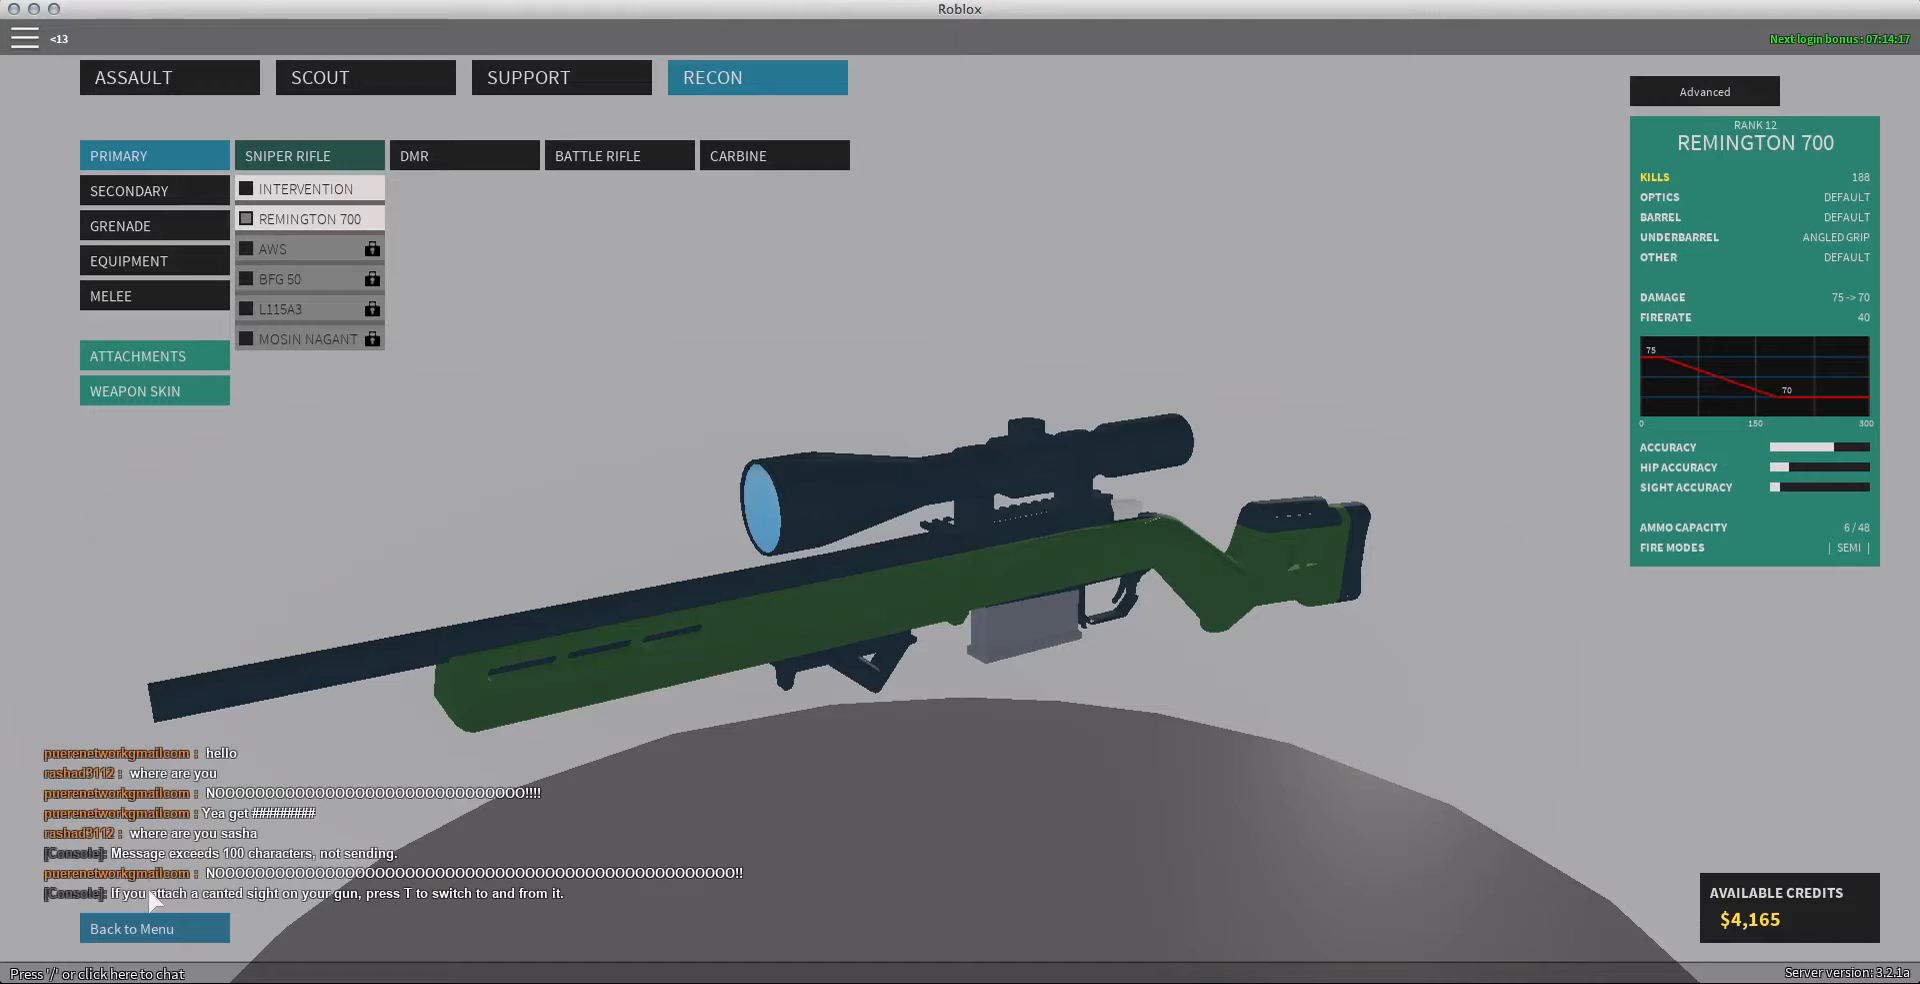 Roblox
<13
Next login bonus : 07:14:17
ASSAULT
SCOUT
SUPPORT
RECON
Advanced
PRIMARY
SECONDARY
GRENADE
EQUIPMENT
MELEE
ATTACHMENTS
WEAPON SKIN
SNIPER RIFLE
DMR
BATTLE RIFLE
CARBINE
INTERVENTION
REMINGTON 700
AWS
BFG 50
L115A3
MOSIN NAGANT
RANK 12
REMINGTON 700
KILLS 188
OPTICS DEFAULT
BARREL DEFAULT
UNDERBARREL ANGLED GRIP
OTHER DEFAULT
DAMAGE 75 -> 70
FIRERATE 40
75
70
0 150 300
ACCURACY
HIP ACCURACY
SIGHT ACCURACY
AMMO CAPACITY 6 / 48
FIRE MODES | SEMI |
puerenetworkgmailcom : hello
rashad3112 : where are you
puerenetworkgmailcom : NOOOOOOOOOOOOOOOOOOOOOOOOOOOOOOO!!!!
puerenetworkgmailcom : Yea get #########
rashad3112 : where are you sasha
[Console]: Message exceeds 100 characters, not sending.
puerenetworkgmailcom : NOOOOOOOOOOOOOOOOOOOOOOOOOOOOOOOOOOOOOOOOOOOOOOOOOOO!!
[Console]: If you attach a canted sight on your gun, press T to switch to and from it.
Back to Menu
AVAILABLE CREDITS
$4,165
Press '/' or click here to chat
Server version: 3.2.1a